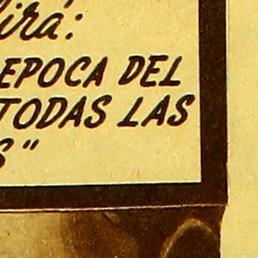 irá:
EPOCA DEL
TODAS LAS
S"